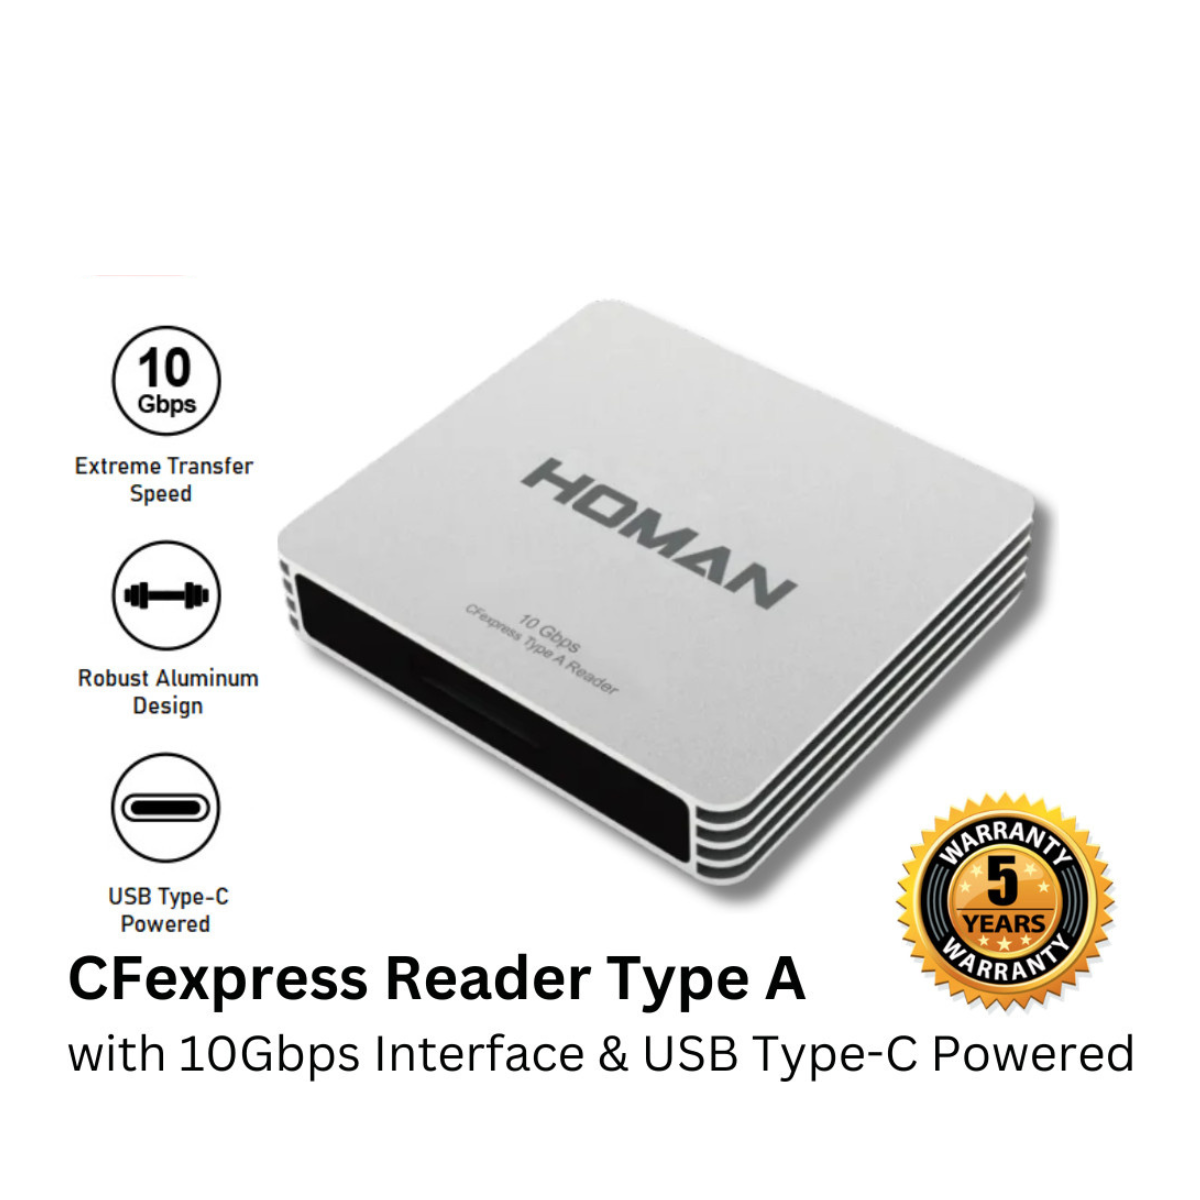 10
Gbps
Extreme Transfer
Speed
Robust Aluminum
Design
USB Type-C
Powered
HOMAN
10 Gbps
CFexpress Type A Reader
WARRANTY
5
YEARS
WARRANTY
CFexpress Reader Type A
with 10Gbps Interface & USB Type-C Powered